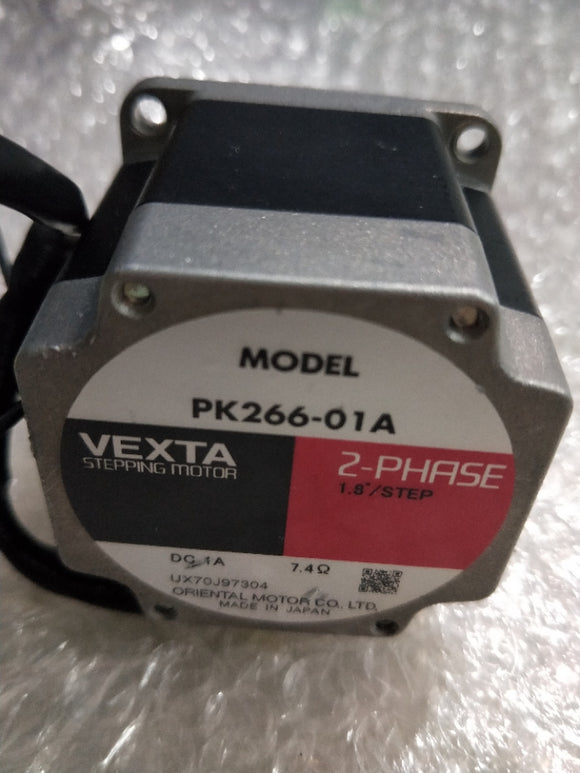 MODEL
PK266-01A
VEXTA
STEPPING MOTOR
2-PHASE
1.8°/STEP
DC 1A 7.4Ω
UX70J97304
ORIENTAL MOTOR CO., LTD.
MADE IN JAPAN